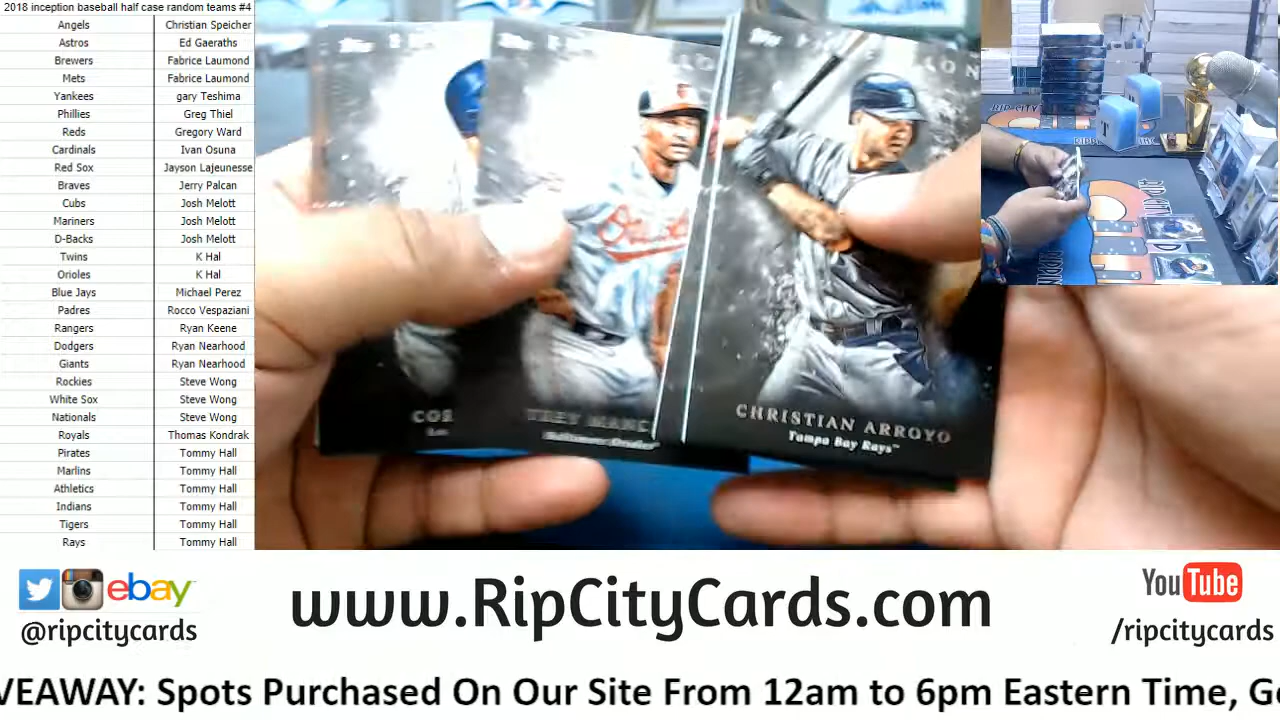 2018 inception baseball half case random teams #4
Angels Christian Speicher
Astros Ed Gaeraths
Brewers Fabrice Laumond
Mets Fabrice Laumond
Yankees gary Teshima
Phillies Greg Thiel
Reds Gregory Ward
Cardinals Ivan Osuna
Red Sox Jayson Lajeunesse
Braves Jerry Palcan
Cubs Josh Melott
Mariners Josh Melott
D-Backs Josh Melott
Twins K Hal
Orioles K Hal
Blue Jays Michael Perez
Padres Rocco Vespaziani
Rangers Ryan Keene
Dodgers Ryan Nearhood
Giants Ryan Nearhood
Rockies Steve Wong
White Sox Steve Wong
Nationals Steve Wong
Royals Thomas Kondrak
Pirates Tommy Hall
Marlins Tommy Hall
Athletics Tommy Hall
Indians Tommy Hall
Tigers Tommy Hall
Rays Tommy Hall
COR
TREY MANC
CHRISTIAN ARROYO
Tampa Bay Rays™
ebay
@ripcitycards
www.RipCityCards.com
YouTube
/ripcitycards
VEAWAY: Spots Purchased On Our Site From 12am to 6pm Eastern Time, G